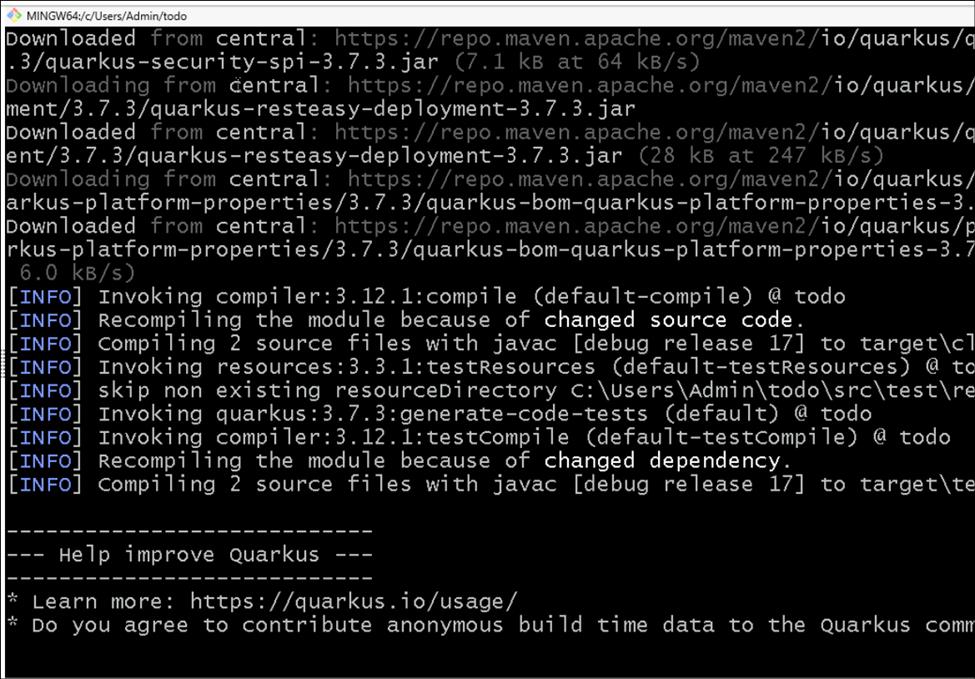 MINGW64:/c/Users/Admin/todo
Downloaded from central: https://repo.maven.apache.org/maven2/io/quarkus/q
.3/quarkus-security-spi-3.7.3.jar (7.1 kB at 64 kB/s)
Downloading from central: https://repo.maven.apache.org/maven2/io/quarkus/
ment/3.7.3/quarkus-resteasy-deployment-3.7.3.jar
Downloaded from central: https://repo.maven.apache.org/maven2/io/quarkus/q
ent/3.7.3/quarkus-resteasy-deployment-3.7.3.jar (28 kB at 247 kB/s)
Downloading from central: https://repo.maven.apache.org/maven2/io/quarkus/
arkus-platform-properties/3.7.3/quarkus-bom-quarkus-platform-properties-3.
Downloaded from central: https://repo.maven.apache.org/maven2/io/quarkus/p
rkus-platform-properties/3.7.3/quarkus-bom-quarkus-platform-properties-3.7
6.0 kB/s)
[INFO] Invoking compiler:3.12.1:compile (default-compile) @ todo
[INFO] Recompiling the module because of changed source code.
[INFO] Compiling 2 source files with javac [debug release 17] to target\cl
[INFO] Invoking resources:3.3.1:testResources (default-testResources) @ to
[INFO] skip non existing resourceDirectory C:\Users\Admin\todo\src\test\re
[INFO] Invoking quarkus:3.7.3:generate-code-tests (default) @ todo
[INFO] Invoking compiler:3.12.1:testCompile (default-testCompile) @ todo
[INFO] Recompiling the module because of changed dependency.
[INFO] Compiling 2 source files with javac [debug release 17] to target\te
----------------------------
--- Help improve Quarkus ---
----------------------------
* Learn more: https://quarkus.io/usage/
* Do you agree to contribute anonymous build time data to the Quarkus comm